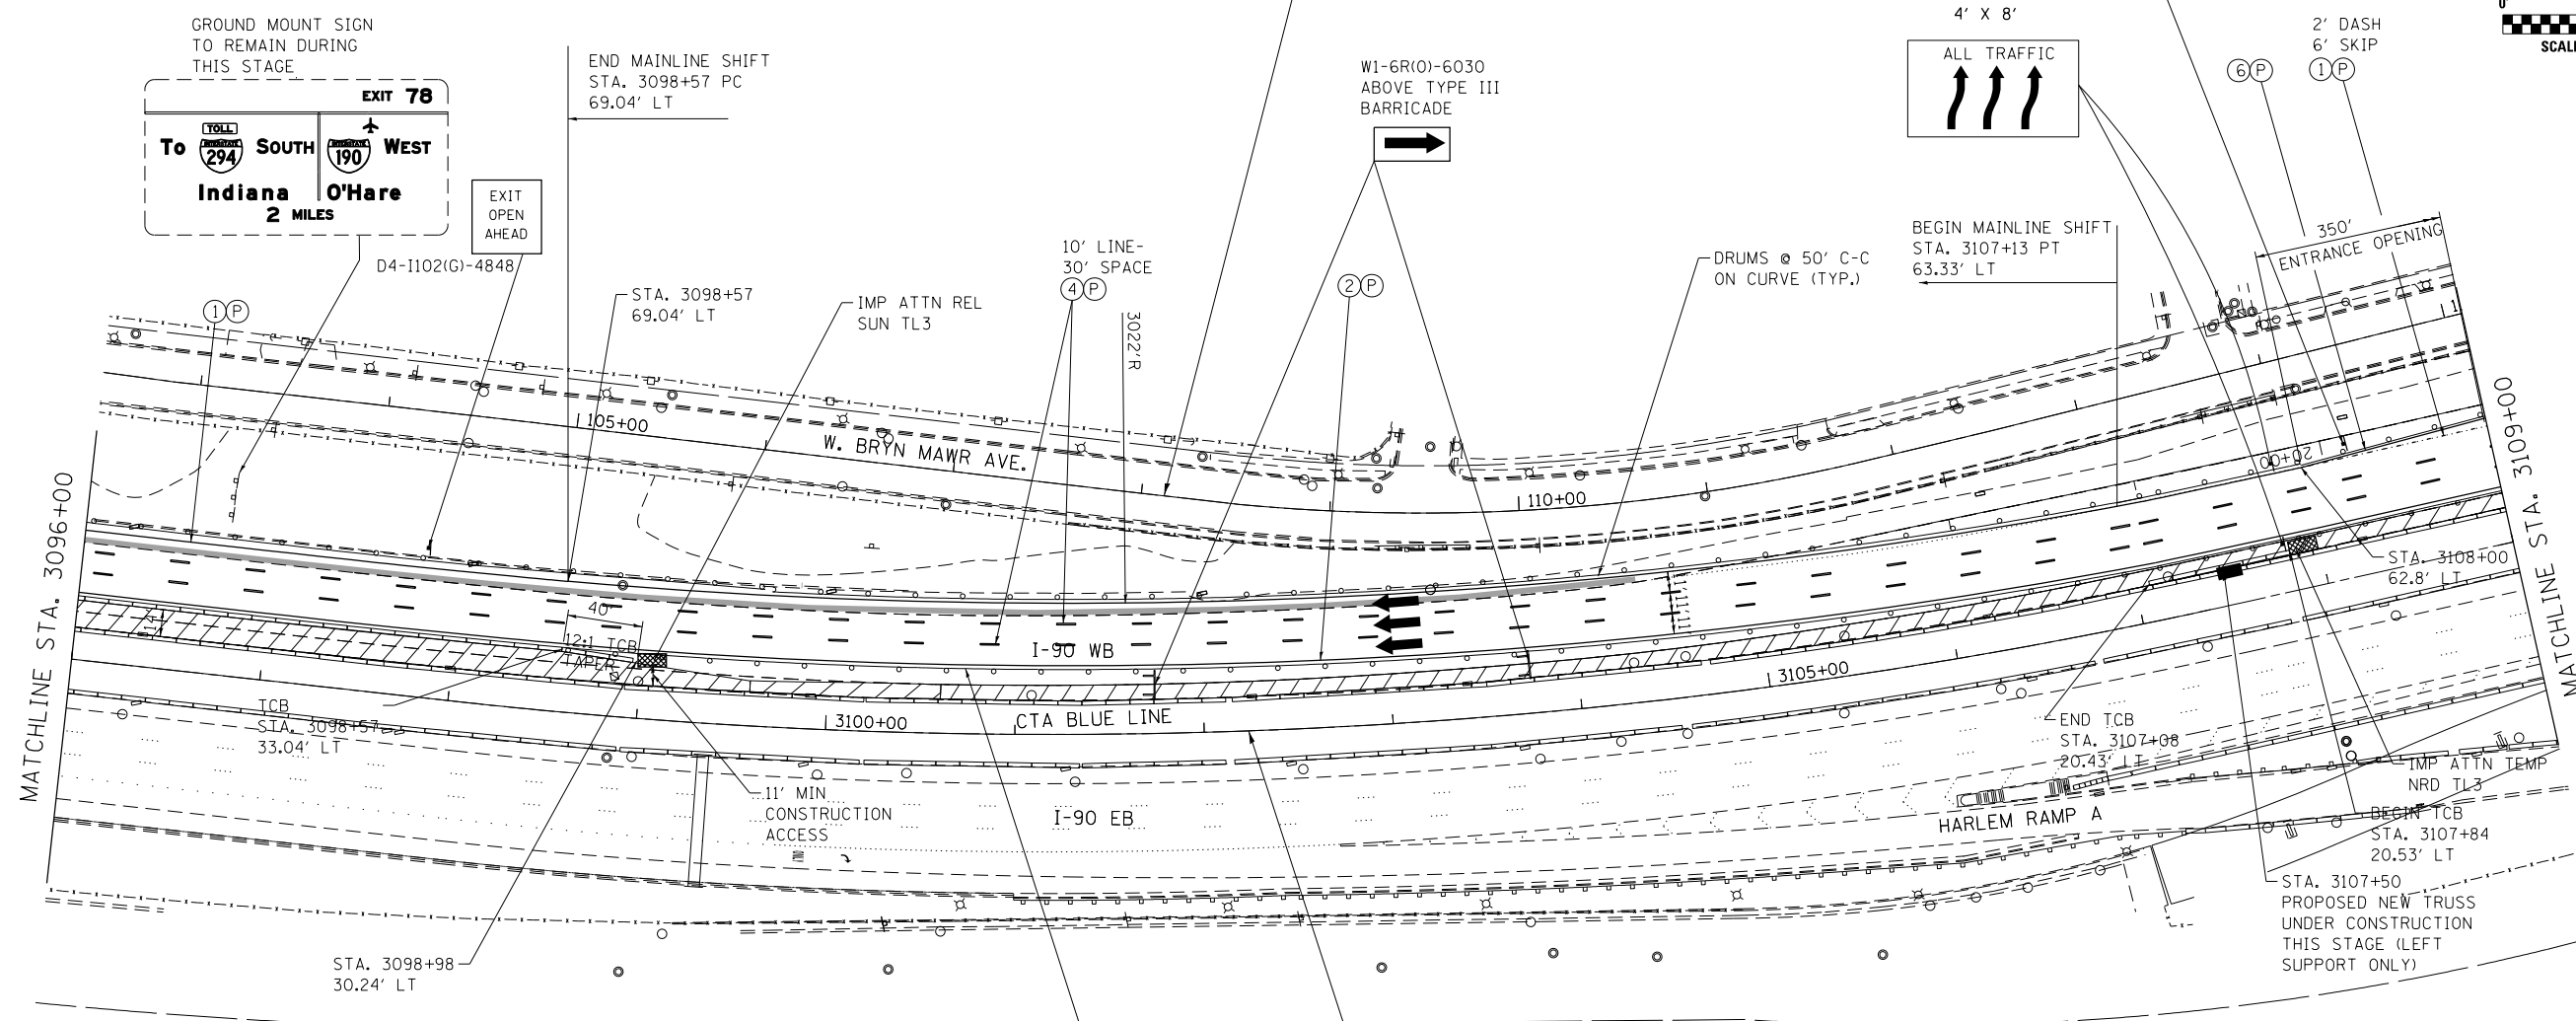 GROUND MOUNT SIGN
TO REMAIN DURING
THIS STAGE
EXIT 78
TOLL
To
INTERSTATE
294
SOUTH
INTERSTATE
190
WEST
Indiana
O'Hare
2 MILES
D4-I102(G)-4848
EXIT
OPEN
AHEAD
END MAINLINE SHIFT
STA. 3098+57 PC
69.04' LT
STA. 3098+57
69.04' LT
IMP ATTN REL
SUN TL3
10' LINE-
30' SPACE
4 P
3022'R
W1-6R(O)-6030
ABOVE TYPE III
BARRICADE
2 P
DRUMS @ 50' C-C
ON CURVE (TYP.)
4' X 8'
ALL TRAFFIC
BEGIN MAINLINE SHIFT
STA. 3107+13 PT
63.33' LT
6 P
2' DASH
6' SKIP
1 P
0'
350'
ENTRANCE OPENING
1 P
105+00
W. BRYN MAWR AVE.
110+00
120+00
MATCHLINE STA. 3096+00
MATCHLINE STA. 3109+00
STA. 3108+00
62.8' LT
14'
40'
12:1 TCB
TAPER
I-90 WB
TCB
STA. 3098+57
33.04' LT
3100+00
CTA BLUE LINE
3105+00
END TCB
STA. 3107+08
20.43' LT
IMP ATTN TEMP
NRD TL3
11' MIN
CONSTRUCTION
ACCESS
I-90 EB
HARLEM RAMP A
BEGIN TCB
STA. 3107+84
20.53' LT
STA. 3107+50
PROPOSED NEW TRUSS
UNDER CONSTRUCTION
THIS STAGE (LEFT
SUPPORT ONLY)
STA. 3098+98
30.24' LT